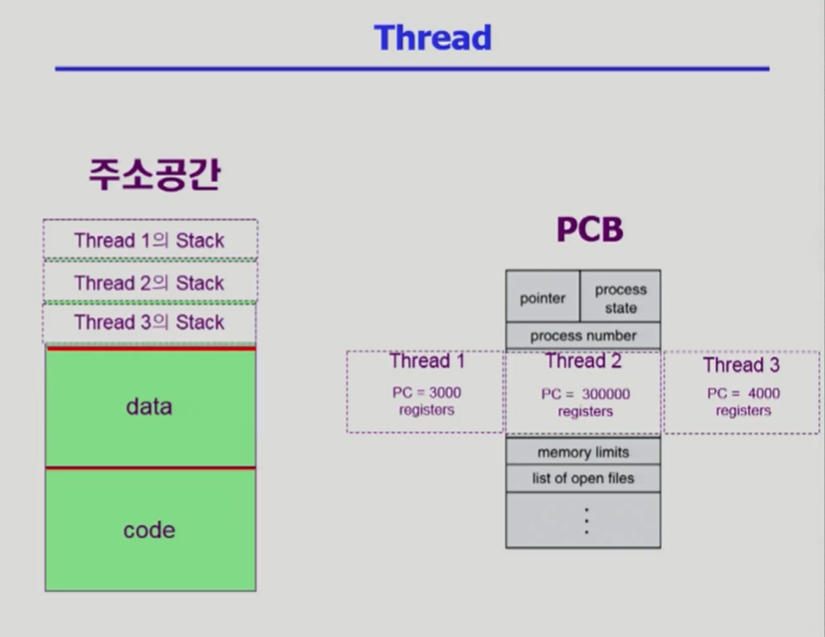 Thread
주소공간
Thread 1의 Stack
Thread 2의 Stack
Thread 3의 Stack
data
code
PCB
pointer
process
state
process number
Thread 1
PC = 3000
registers
Thread 2
PC = 300000
registers
Thread 3
PC = 4000
registers
memory limits
list of open files